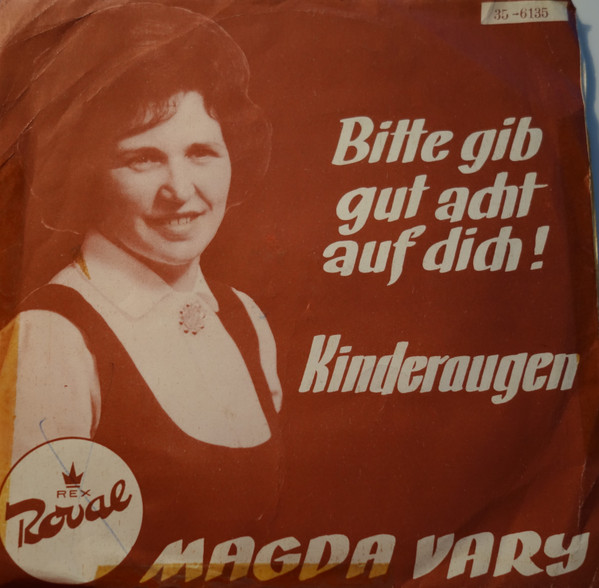 35-6135
Bitte gib
gut acht
auf dich!
Kinderaugen
REX
Royal
MAGDA VARY